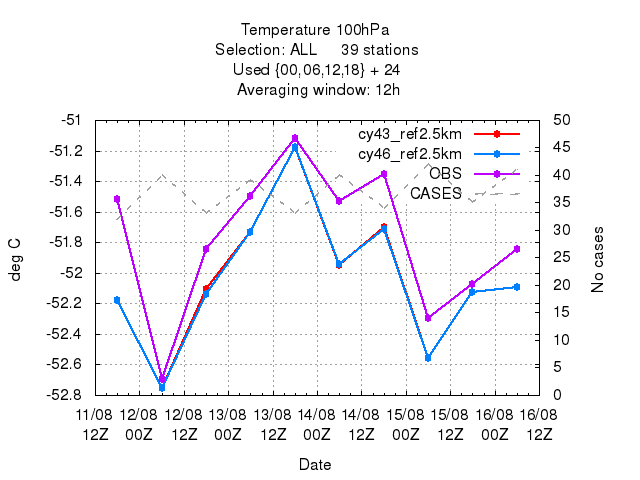 Temperature 100hPa
Selection: ALL 39 stations
Used {00,06,12,18} + 24
Averaging window: 12h
-51
-51.2
-51.4
-51.6
-51.8
-52
-52.2
-52.4
-52.6
-52.8
deg C
cy43_ref2.5km
cy46_ref2.5km
OBS
CASES
50
45
40
35
30
25
20
15
10
5
0
No cases
11/08 12/08 12/08 13/08 13/08 14/08 14/08 15/08 15/08 16/08 16/08
12Z 00Z 12Z 00Z 12Z 00Z 12Z 00Z 12Z 00Z 12Z
Date